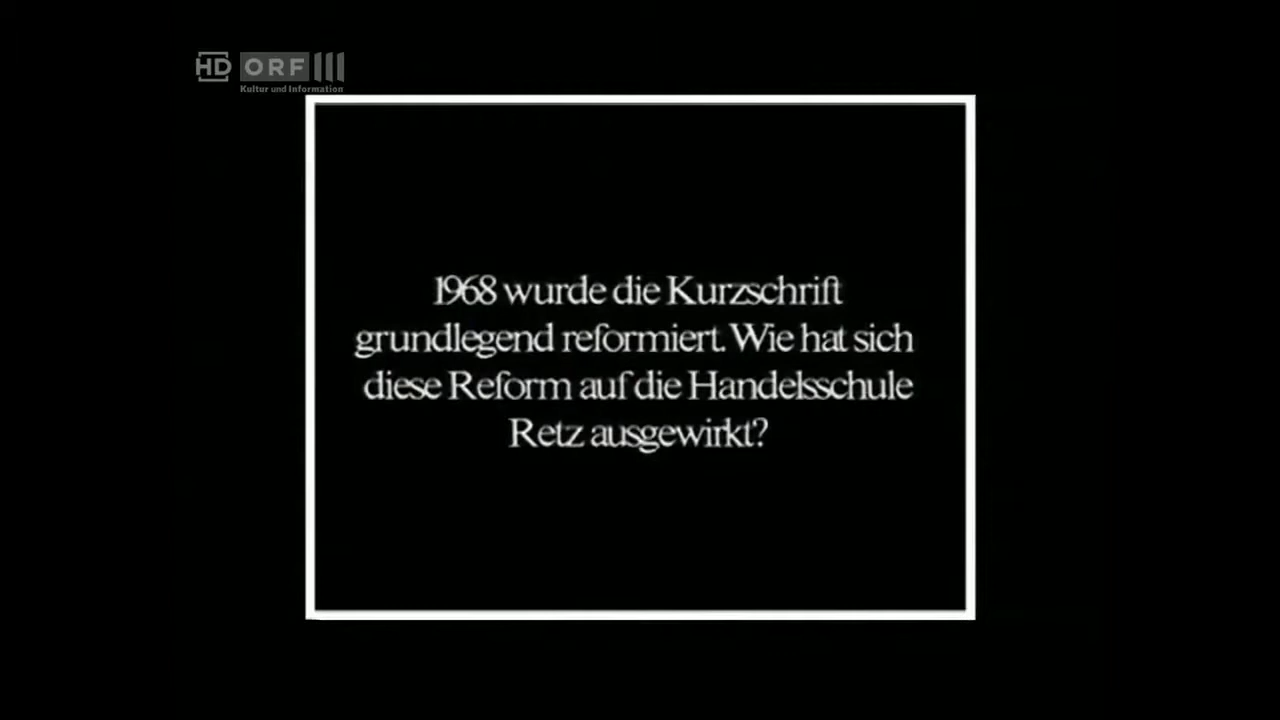 HD ORF III
Kultur und Information
1968 wurde die Kurzschrift
grundlegend reformiert. Wie hat sich
diese Reform auf die Handelsschule
Retz ausgewirkt?